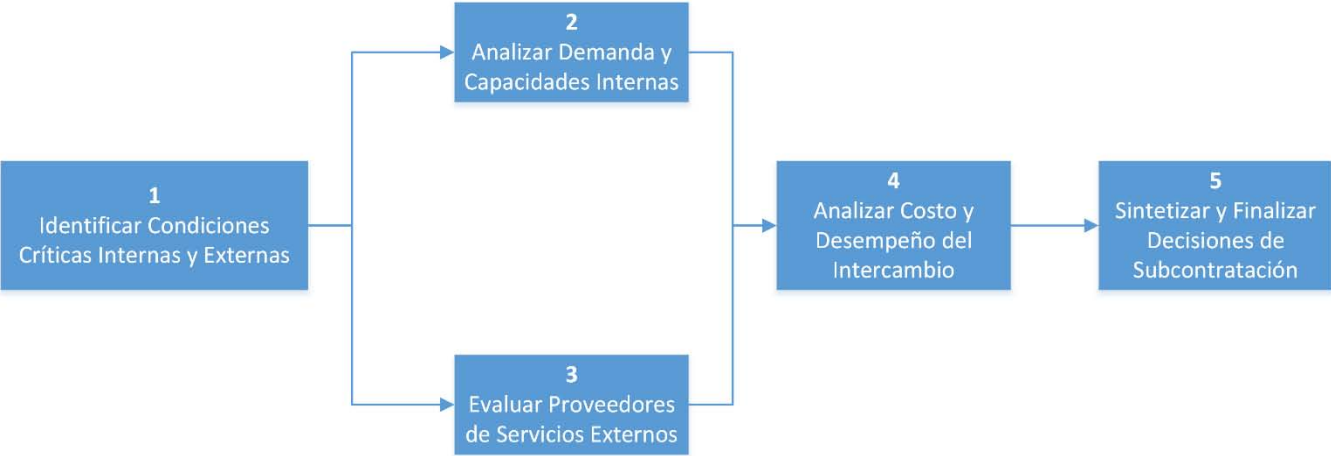 1
Identificar Condiciones
Críticas Internas y Externas
2
Analizar Demanda y
Capacidades Internas
3
Evaluar Proveedores
de Servicios Externos
4
Analizar Costo y
Desempeño del
Intercambio
5
Sintetizar y Finalizar
Decisiones de
Subcontratación